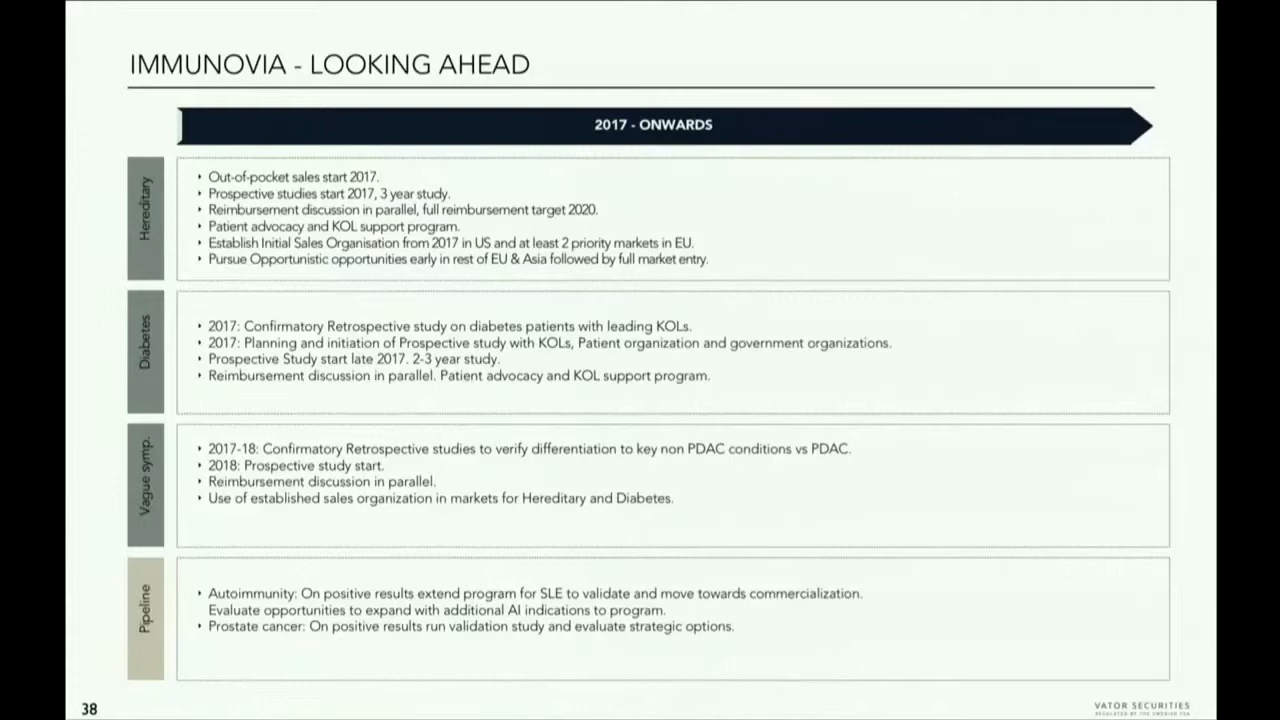 IMMUNOVIA - LOOKING AHEAD
2017 - ONWARDS
Hereditary
• Out-of-pocket sales start 2017.
• Prospective studies start 2017, 3 year study.
• Reimbursement discussion in parallel, full reimbursement target 2020.
• Patient advocacy and KOL support program.
• Establish Initial Sales Organisation from 2017 in US and at least 2 priority markets in EU.
• Pursue Opportunistic opportunities early in rest of EU & Asia followed by full market entry.
Diabetes
• 2017: Confirmatory Retrospective study on diabetes patients with leading KOLs.
• 2017: Planning and initiation of Prospective study with KOLs, Patient organization and government organizations.
• Prospective Study start late 2017. 2-3 year study.
• Reimbursement discussion in parallel. Patient advocacy and KOL support program.
Vague symp.
• 2017-18: Confirmatory Retrospective studies to verify differentiation to key non PDAC conditions vs PDAC.
• 2018: Prospective study start.
• Reimbursement discussion in parallel.
• Use of established sales organization in markets for Hereditary and Diabetes.
Pipeline
• Autoimmunity: On positive results extend program for SLE to validate and move towards commercialization.
Evaluate opportunities to expand with additional AI indications to program.
• Prostate cancer: On positive results run validation study and evaluate strategic options.
38
VATOR SECURITIES
REGULATED BY THE SWEDISH FSA